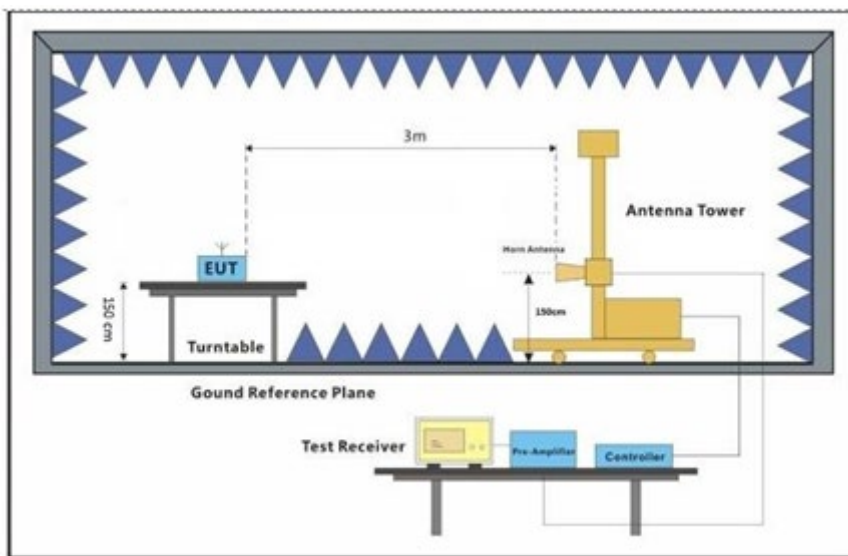 3m
Antenna Tower
Horn Antenna
EUT
150 cm
150cm
Turntable
Gound Reference Plane
Test Receiver
Pre-Amplifier
Controller